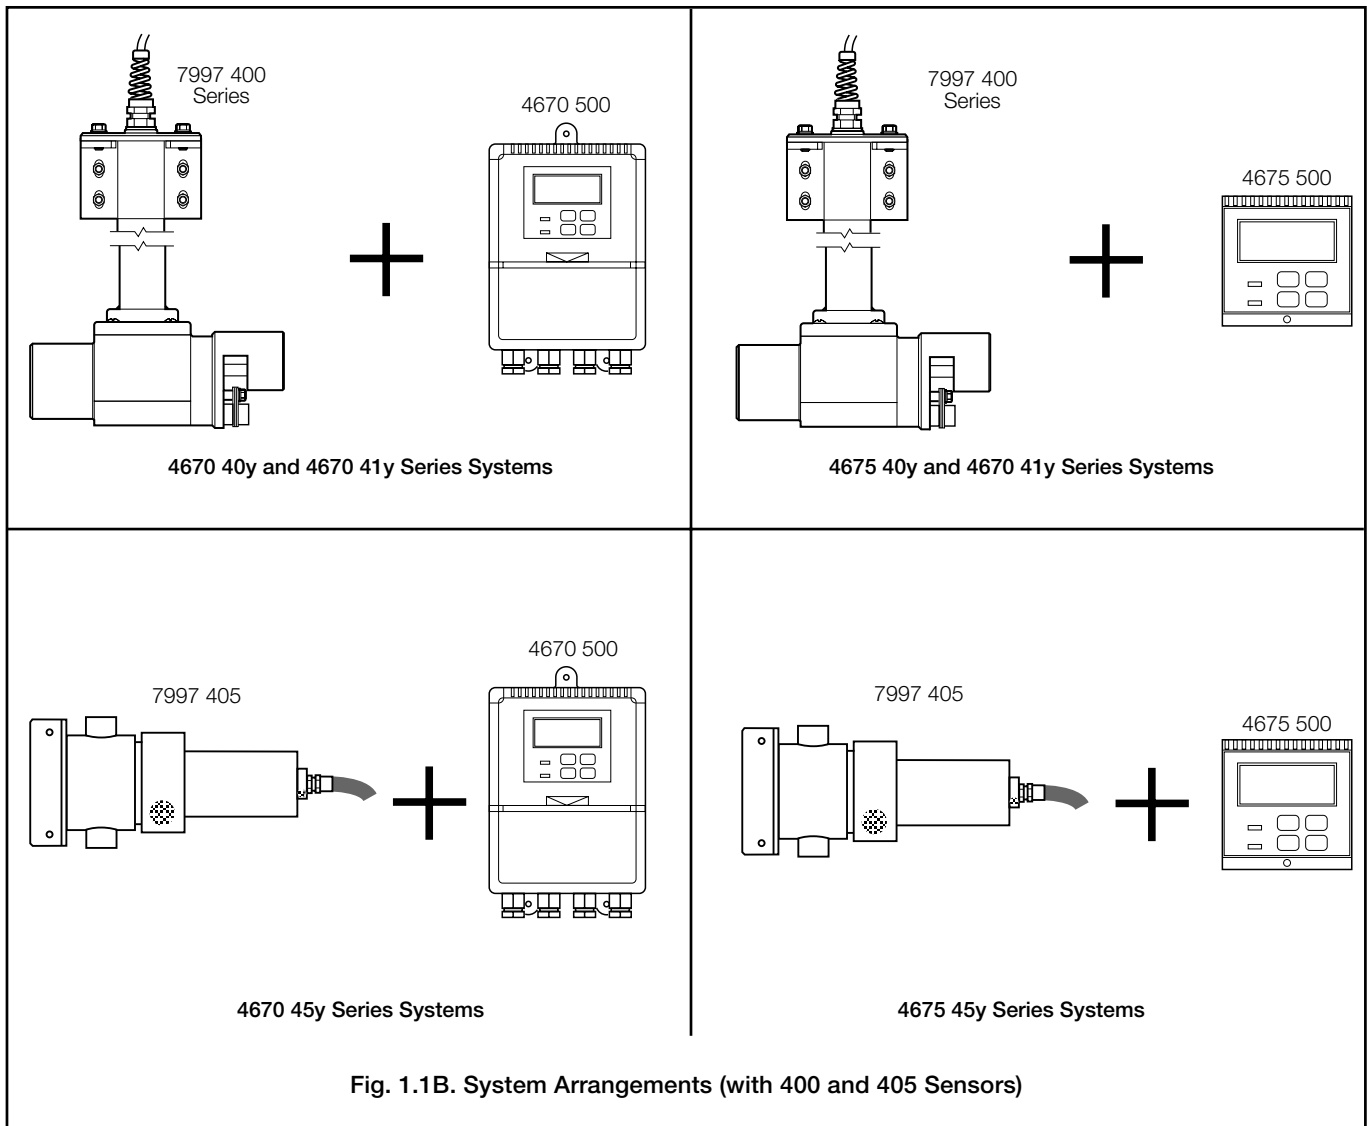 7997 400
Series
4670 500
4670 40y and 4670 41y Series Systems
7997 400
Series
4675 500
4675 40y and 4670 41y Series Systems
7997 405
4670 500
4670 45y Series Systems
7997 405
4675 500
4675 45y Series Systems
Fig. 1.1B. System Arrangements (with 400 and 405 Sensors)